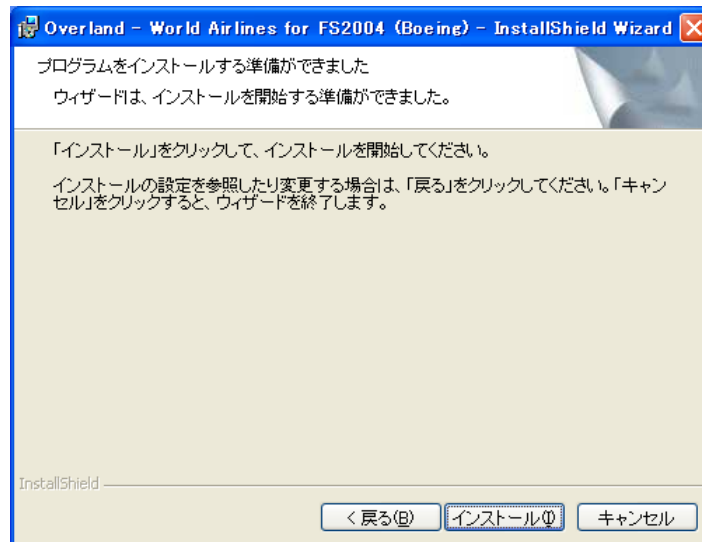 Overland - World Airlines for FS2004 (Boeing) - InstallShield Wizard
プログラムをインストールする準備ができました
ウィザードは、インストールを開始する準備ができました。
「インストール」をクリックして、インストールを開始してください。
インストールの設定を参照したり変更する場合は、「戻る」をクリックしてください。「キャン
セル」をクリックすると、ウィザードを終了します。
InstallShield
< 戻る(B)
インストール(I)
キャンセル